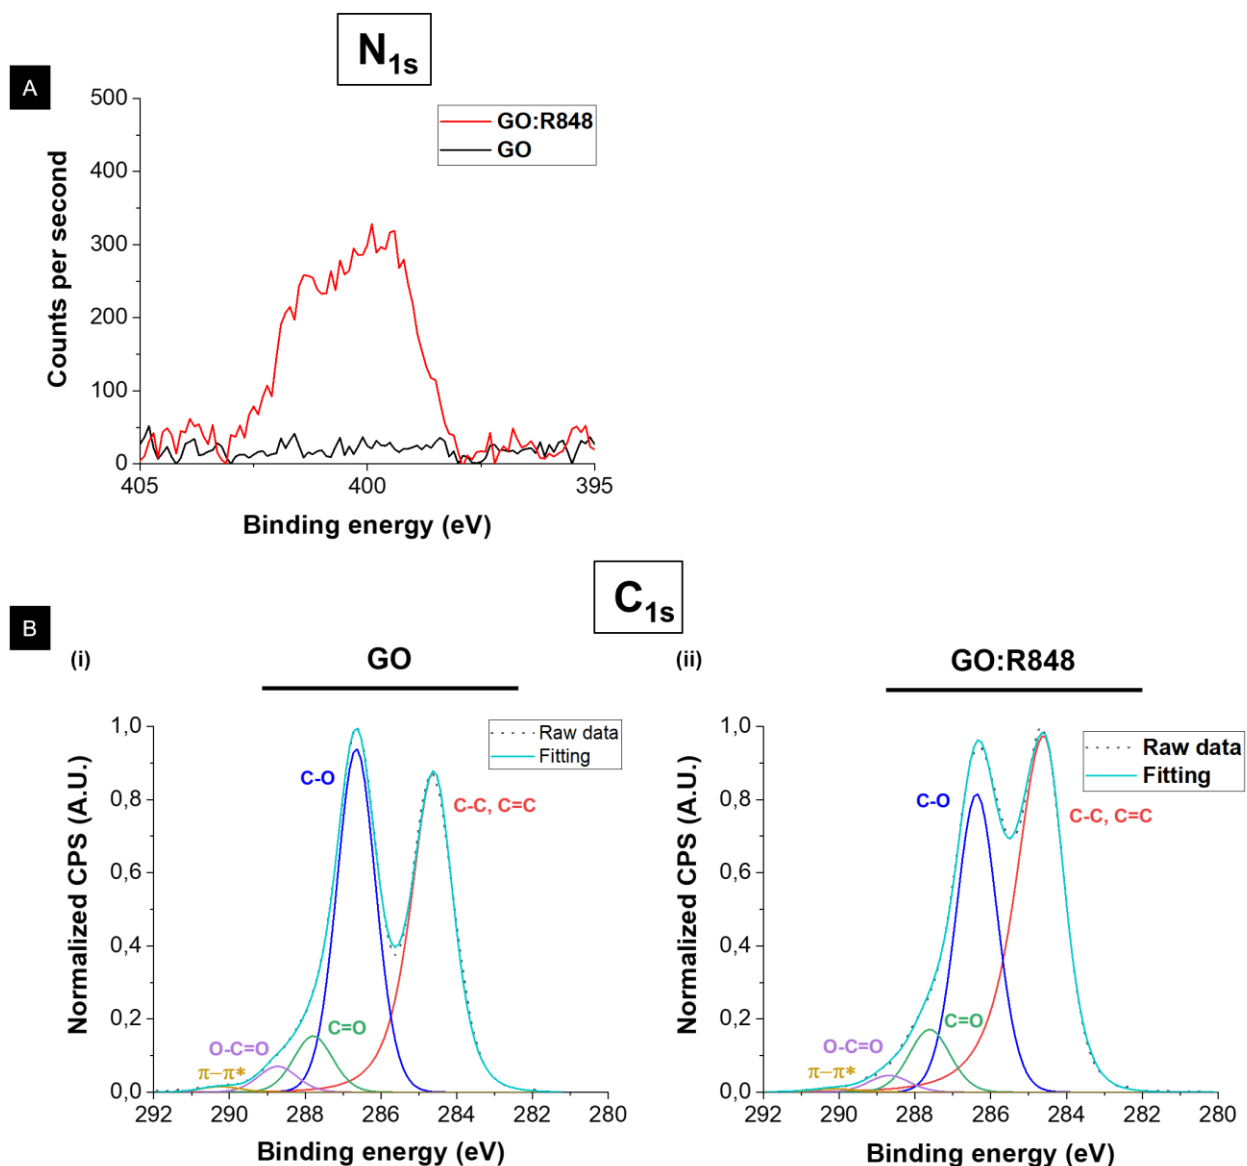 N1s
A
500
400
300
200
100
0
Counts per second
GO:R848
GO
405
400
395
Binding energy (eV)
C1s
B
(i)
GO
1,0
0,8
0,6
0,4
0,2
0,0
Normalized CPS (A.U.)
Raw data
Fitting
C-O
C-C, C=C
C=O
O-C=O
π–π*
292
290
288
286
284
282
280
Binding energy (eV)
(ii)
GO:R848
1,0
0,8
0,6
0,4
0,2
0,0
Normalized CPS (A.U.)
Raw data
Fitting
C-O
C-C, C=C
C=O
O-C=O
π–π*
292
290
288
286
284
282
280
Binding energy (eV)